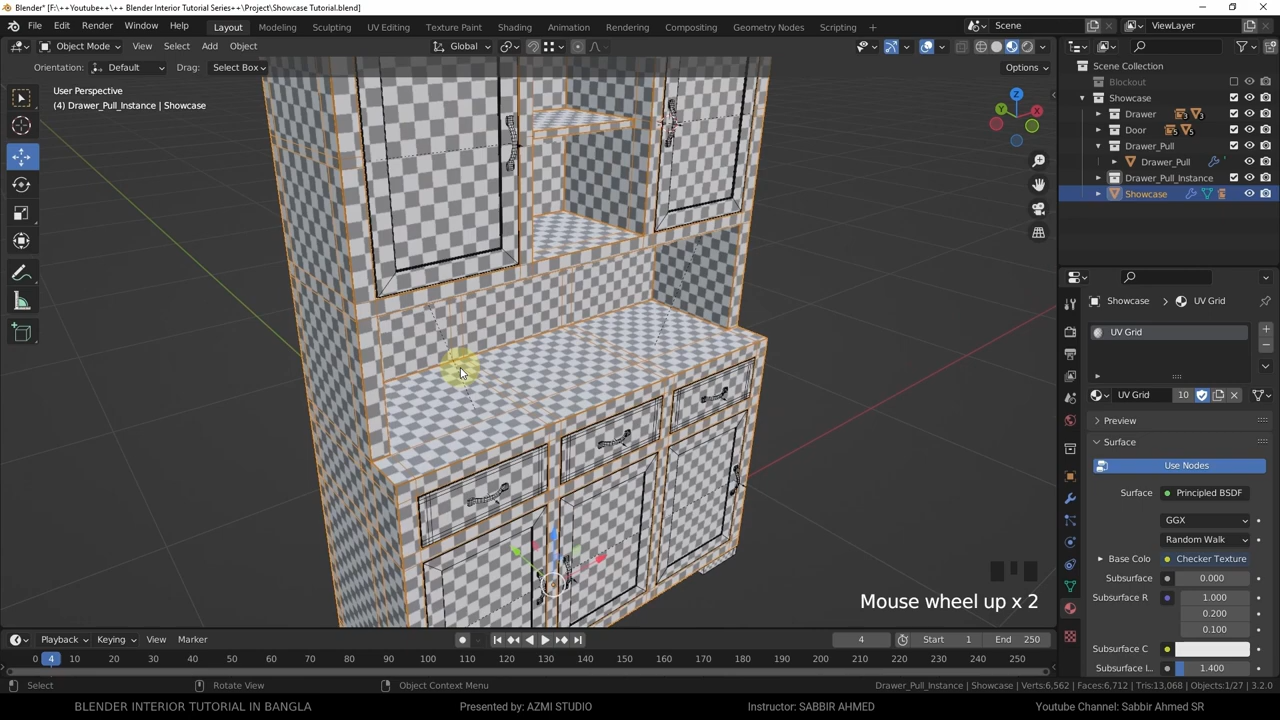 Blender* [F:\++Youtube++\++ Blender Interior Tutorial Series++\Project\Showcase Tutorial.blend]
File Edit Render Window Help Layout Modeling Sculpting UV Editing Texture Paint Shading Animation Rendering Compositing Geometry Nodes Scripting Scene ViewLayer
Object Mode View Select Add Object Global
Orientation: Default Drag: Select Box Options
User Perspective
(4) Drawer_Pull_Instance | Showcase
Z
Y
X
Scene Collection
Blockout
Showcase
Drawer
Door
Drawer_Pull
Drawer_Pull
Drawer_Pull_Instance
Showcase
Showcase UV Grid
UV Grid
UV Grid 10
Preview
Surface
Use Nodes
Surface Principled BSDF
GGX
Random Walk
Base Colo Checker Texture
Subsurface 0.000
Subsurface R 1.000
0.200
0.100
Subsurface C
Subsurface I... 1.400
Mouse wheel up x 2
Playback Keying View Marker 4 Start 1 End 250
0 4 10 20 30 40 50 60 70 80 90 100 110 120 130 140 150 160 170 180 190 200 210 220 230 240 250
Select Rotate View Object Context Menu Drawer_Pull_Instance | Showcase | Verts:6,562 | Faces:6,712 | Tris:13,068 | Objects:1/27 | 3.2.0
BLENDER INTERIOR TUTORIAL IN BANGLA Presented by: AZMI STUDIO Instructor: SABBIR AHMED Youtube Channel: Sabbir Ahmed SR